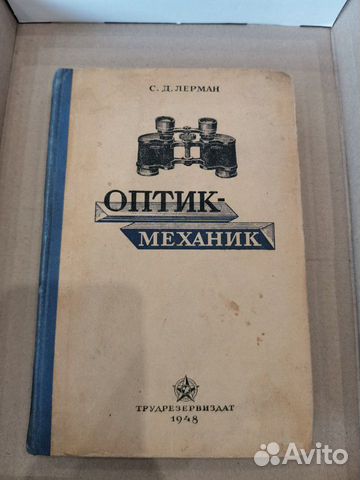 С. Д. ЛЕРМАН
ОПТИК-
МЕХАНИК
ТРУДРЕЗЕРВИЗДАТ
1948
Avito